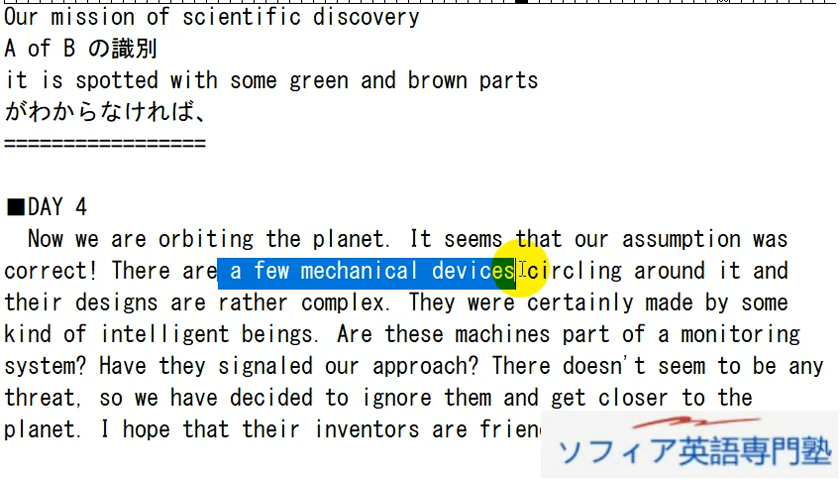 Our mission of scientific discovery
A of B の識別
it is spotted with some green and brown parts
がわからなければ、
=================
■DAY 4
Now we are orbiting the planet. It seems that our assumption was
correct! There are a few mechanical devices circling around it and
their designs are rather complex. They were certainly made by some
kind of intelligent beings. Are these machines part of a monitoring
system? Have they signaled our approach? There doesn't seem to be any
threat, so we have decided to ignore them and get closer to the
planet. I hope that their inventors are frien
ソフィア英語専門塾